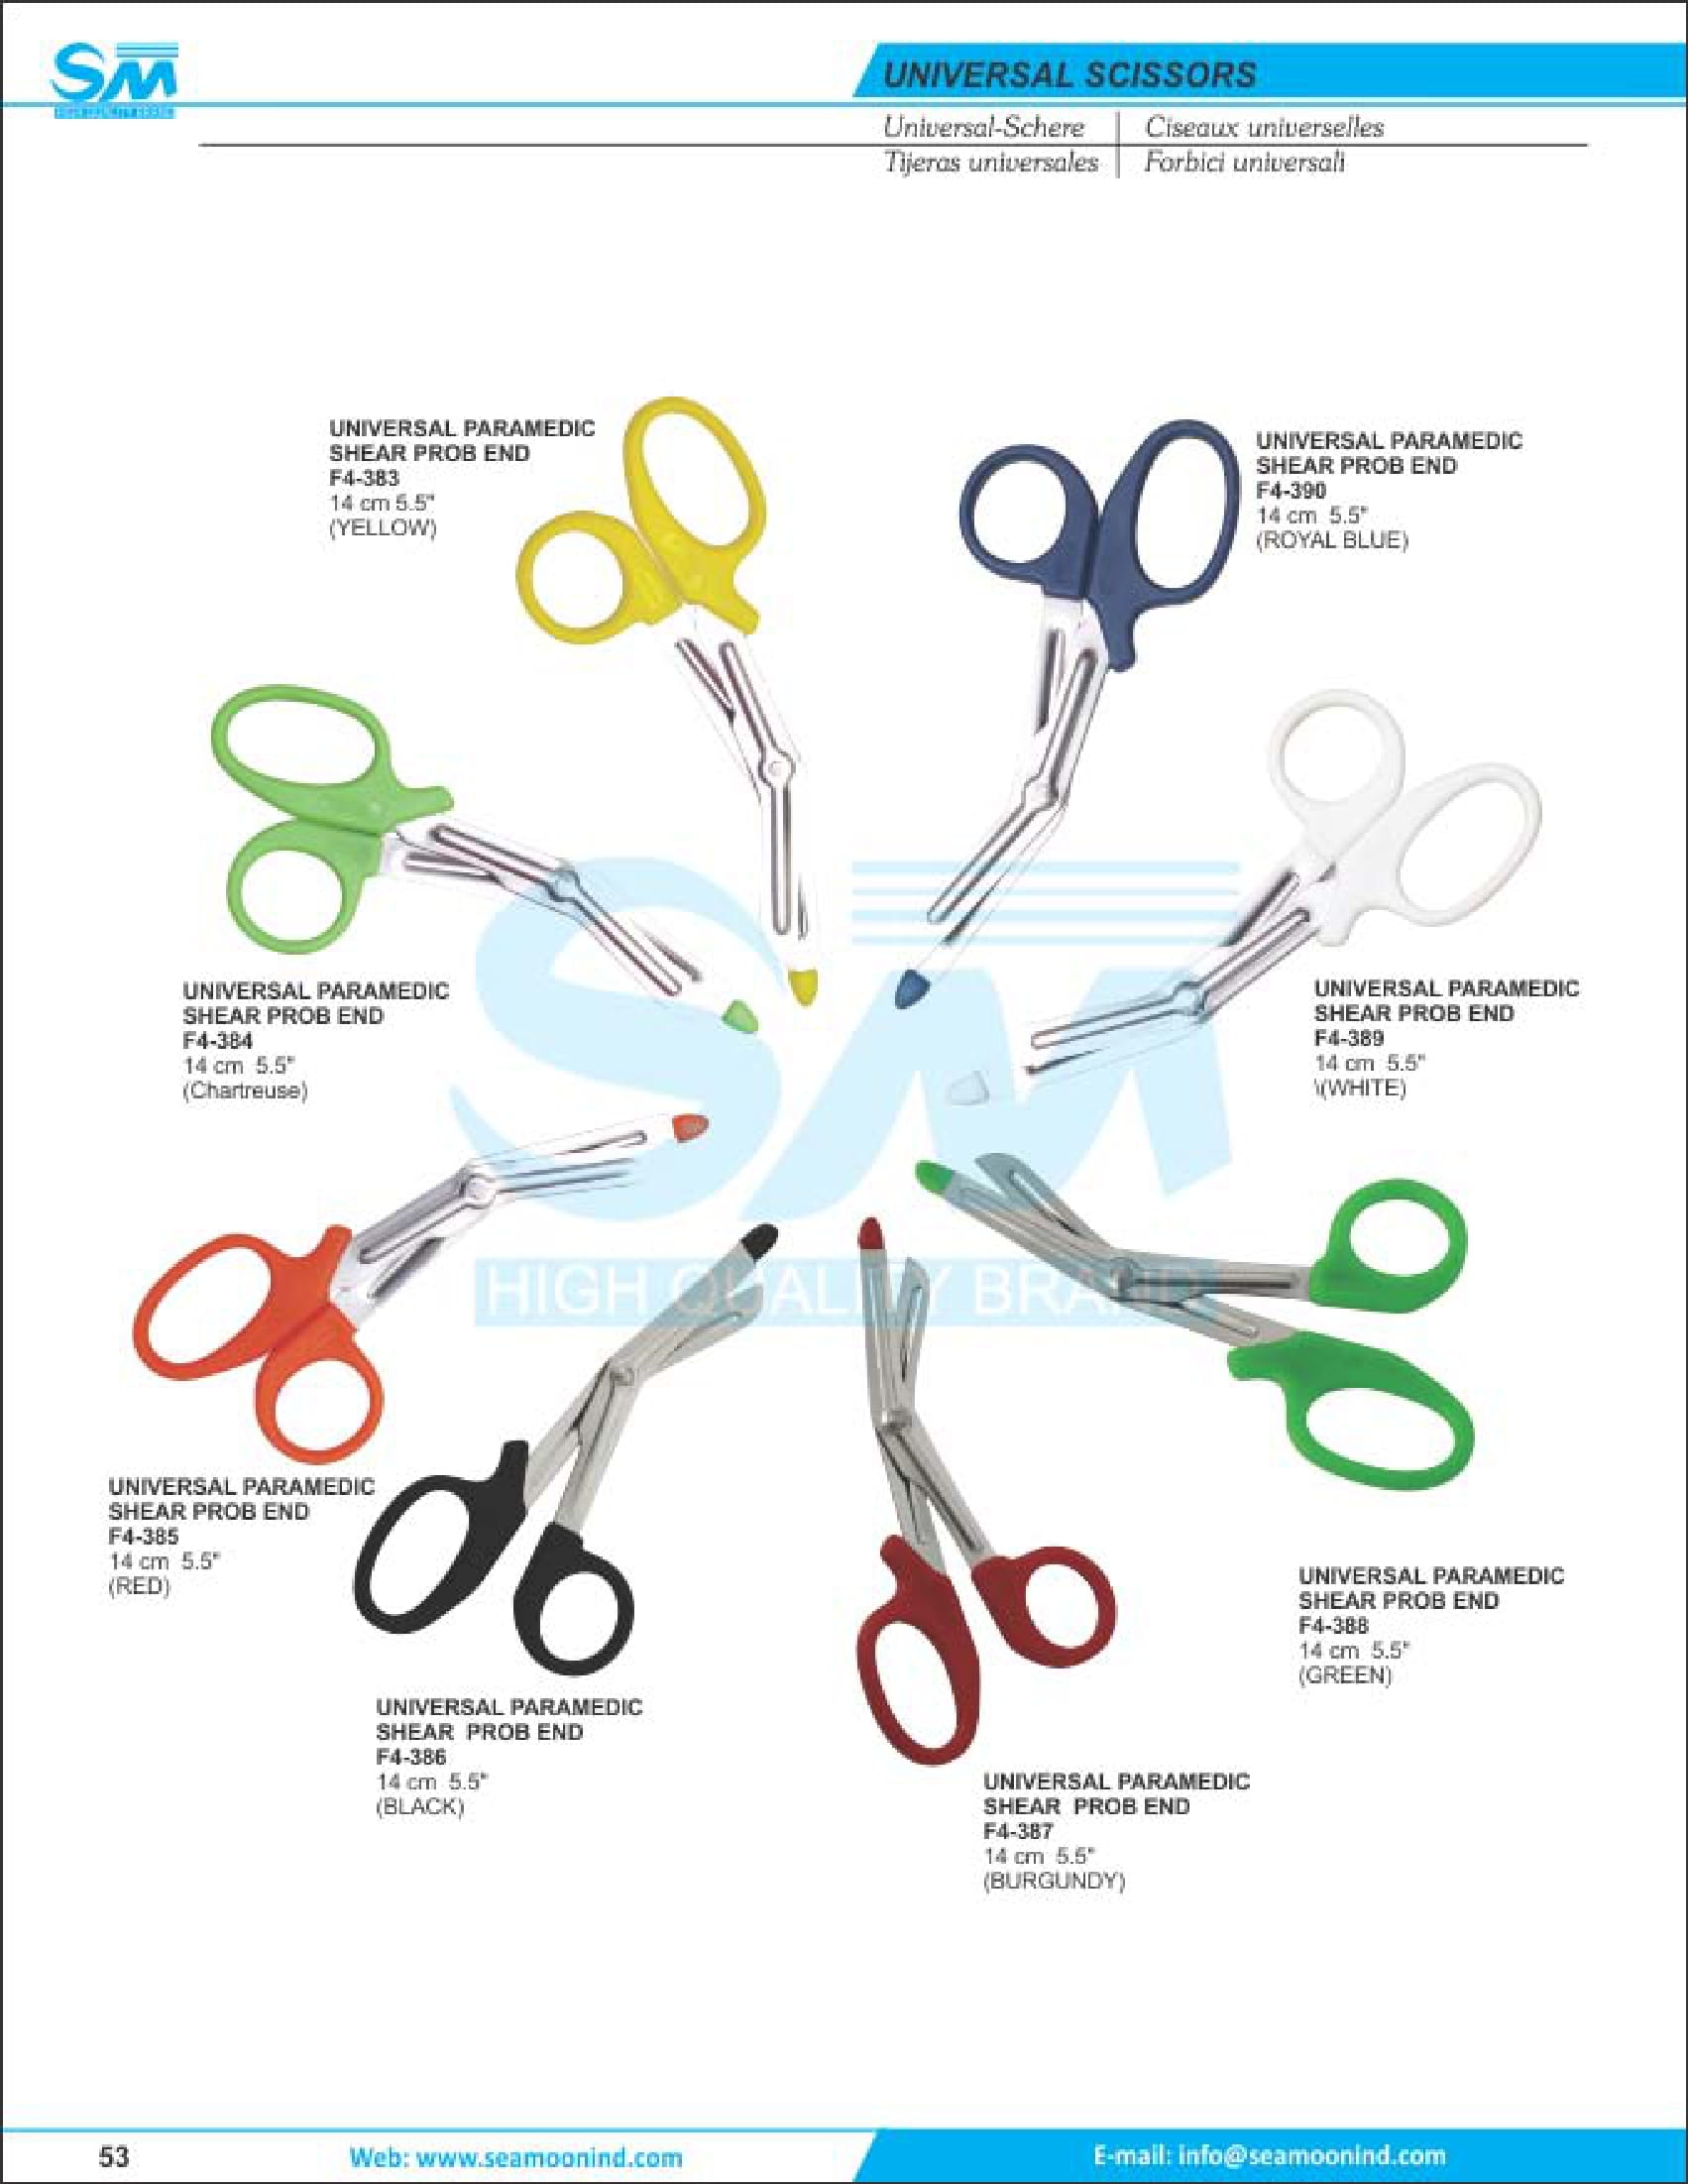 SM
UNIVERSAL SCISSORS
Universal-Schere
Ciseaux universelles
Tijeras universales
Forbici universali
UNIVERSAL PARAMEDIC
SHEAR PROB END
F4-383
14 cm 5.5"
(YELLOW)
UNIVERSAL PARAMEDIC
SHEAR PROB END
F4-390
14 cm 5.5"
(ROYAL BLUE)
UNIVERSAL PARAMEDIC
SHEAR PROB END
F4-384
14 cm 5.5"
(Chartreuse)
UNIVERSAL PARAMEDIC
SHEAR PROB END
F4-389
14 cm 5.5"
\(WHITE)
SM
HIGH QUALITY BRAND
UNIVERSAL PARAMEDIC
SHEAR PROB END
F4-385
14 cm 5.5"
(RED)
UNIVERSAL PARAMEDIC
SHEAR PROB END
F4-388
14 cm 5.5"
(GREEN)
UNIVERSAL PARAMEDIC
SHEAR PROB END
F4-386
14 cm 5.5"
(BLACK)
UNIVERSAL PARAMEDIC
SHEAR PROB END
F4-387
14 cm 5.5"
(BURGUNDY)
53
Web: www.seamoonind.com
E-mail: info@seamoonind.com